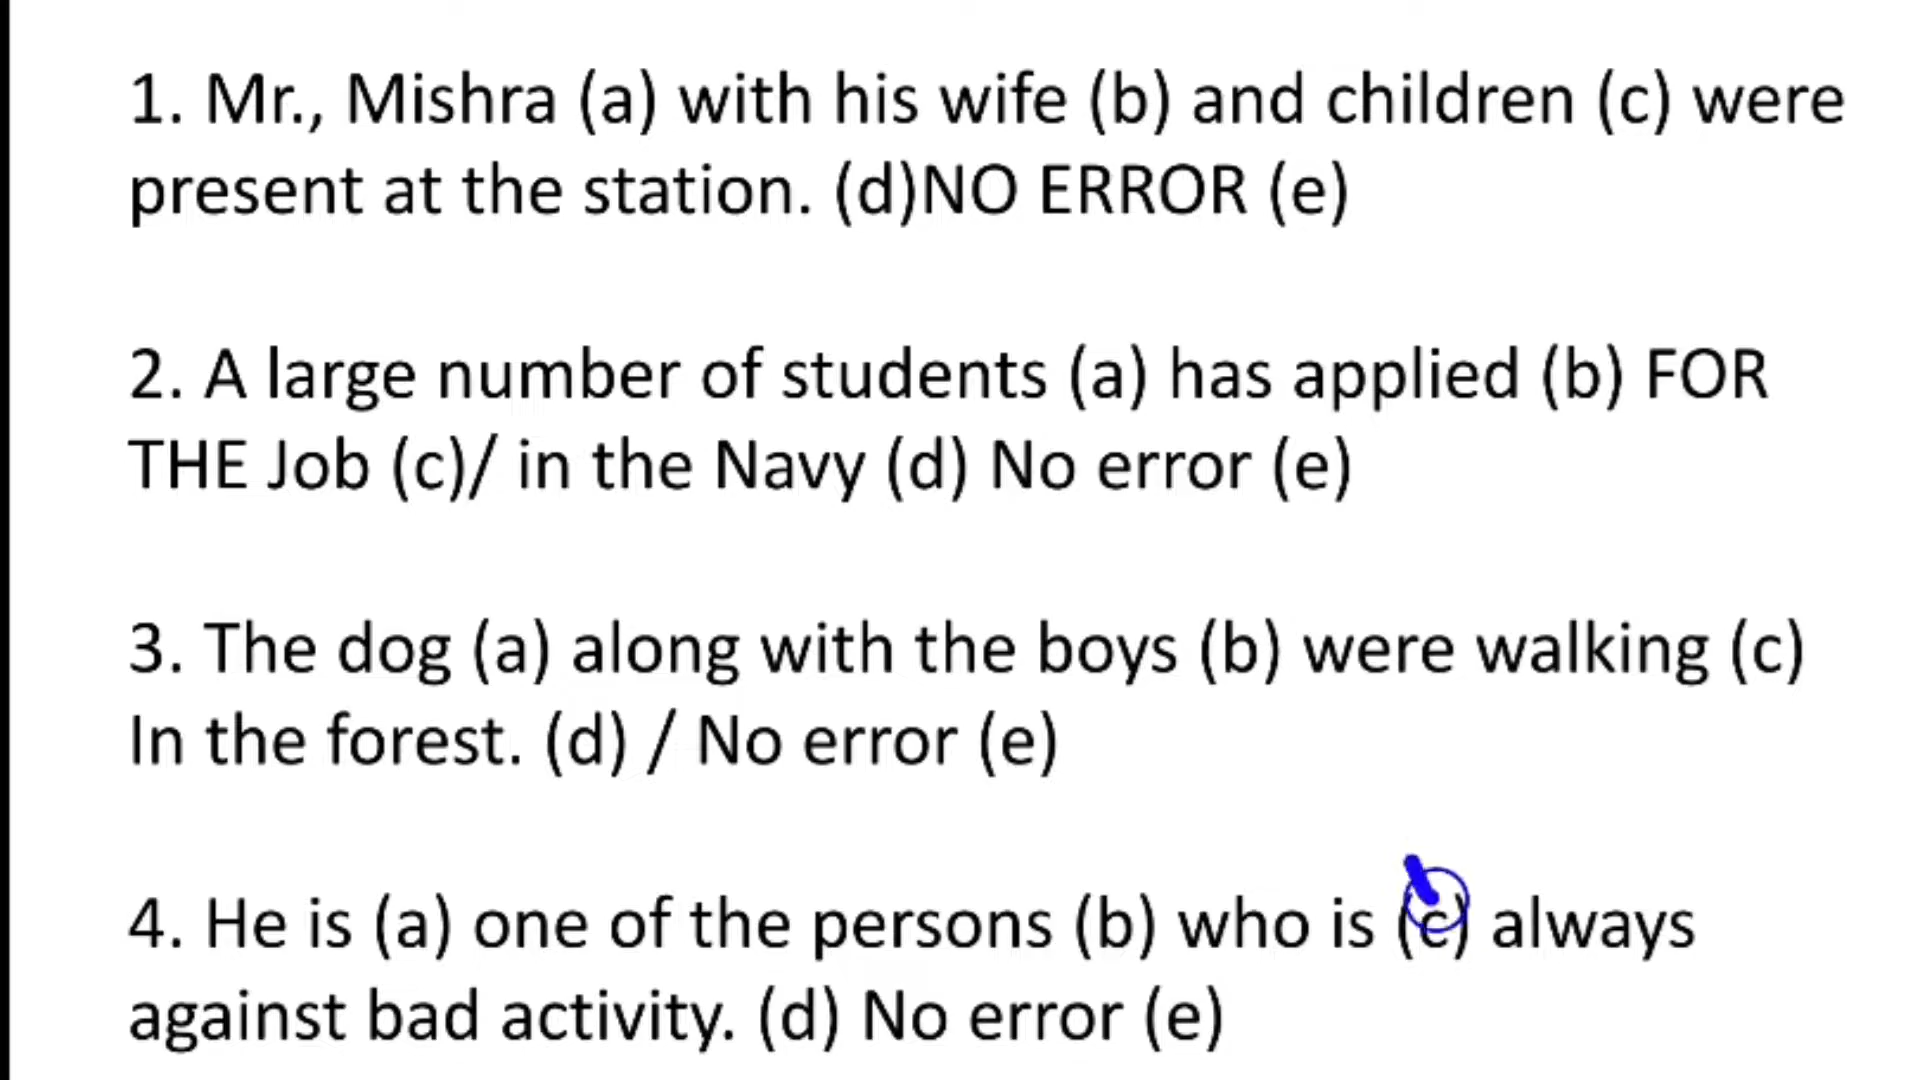 1. Mr., Mishra (a) with his wife (b) and children (c) were
present at the station. (d)NO ERROR (e)
2. A large number of students (a) has applied (b) FOR
THE Job (c)/ in the Navy (d) No error (e)
3. The dog (a) along with the boys (b) were walking (c)
In the forest. (d) / No error (e)
4. He is (a) one of the persons (b) who is (c) always
against bad activity. (d) No error (e)